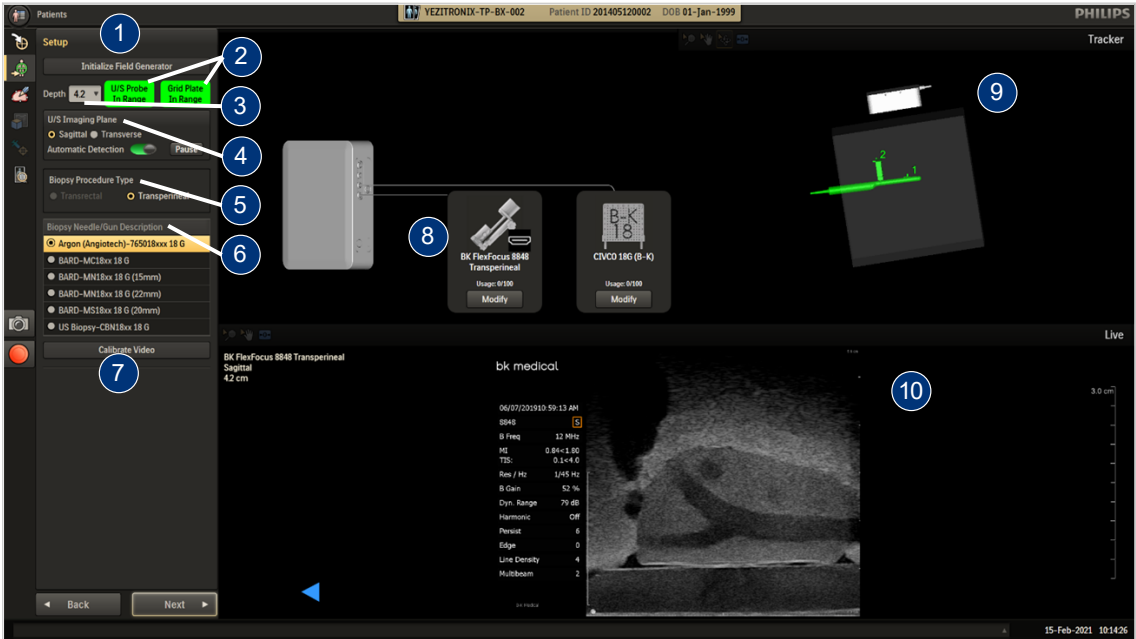 Patients
YEZITRONIX-TP-BX-002 Patient ID 201405120002 DOB 01-Jan-1999
PHILIPS
Setup
1
Initialize Field Generator
2
Depth 4.2 U/S Probe In Range Grid Plate In Range
3
U/S Imaging Plane
Sagittal Transverse
Automatic Detection Pause
4
Biopsy Procedure Type
Transrectal Transperineal
5
Biopsy Needle/Gun Description
6
Argon (Angiotech)-765018xxx 18 G
BARD-MC18xx 18 G
BARD-MN18xx 18 G (15mm)
BARD-MN18xx 18 G (22mm)
BARD-MS18xx 18 G (20mm)
US Biopsy-CBN18xx 18 G
Calibrate Video
7
Back Next
Tracker
8
BK FlexFocus 8848
Transperineal
Usage: 0/100
Modify
B-K
18
CIVCO 18G (B-K)
Usage: 0/100
Modify
9
2
1
Live
BK FlexFocus 8848 Transperineal
Sagittal
4.2 cm
bk medical
06/07/201910:59:13 AM
8848 S
B Freq 12 MHz
MI 0.84<1.80
TIS: 0.1<4.0
Res / Hz 1/45 Hz
B Gain 52 %
Dyn. Range 79 dB
Harmonic Off
Persist 6
Edge 0
Line Density 4
Multibeam 2
10
3.0 cm
15-Feb-2021 10:14:26